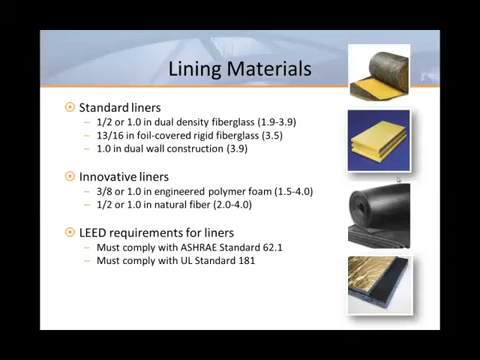 Lining Materials
Standard liners
– 1/2 or 1.0 in dual density fiberglass (1.9-3.9)
– 13/16 in foil-covered rigid fiberglass (3.5)
– 1.0 in dual wall construction (3.9)
Innovative liners
– 3/8 or 1.0 in engineered polymer foam (1.5-4.0)
– 1/2 or 1.0 in natural fiber (2.0-4.0)
LEED requirements for liners
– Must comply with ASHRAE Standard 62.1
– Must comply with UL Standard 181